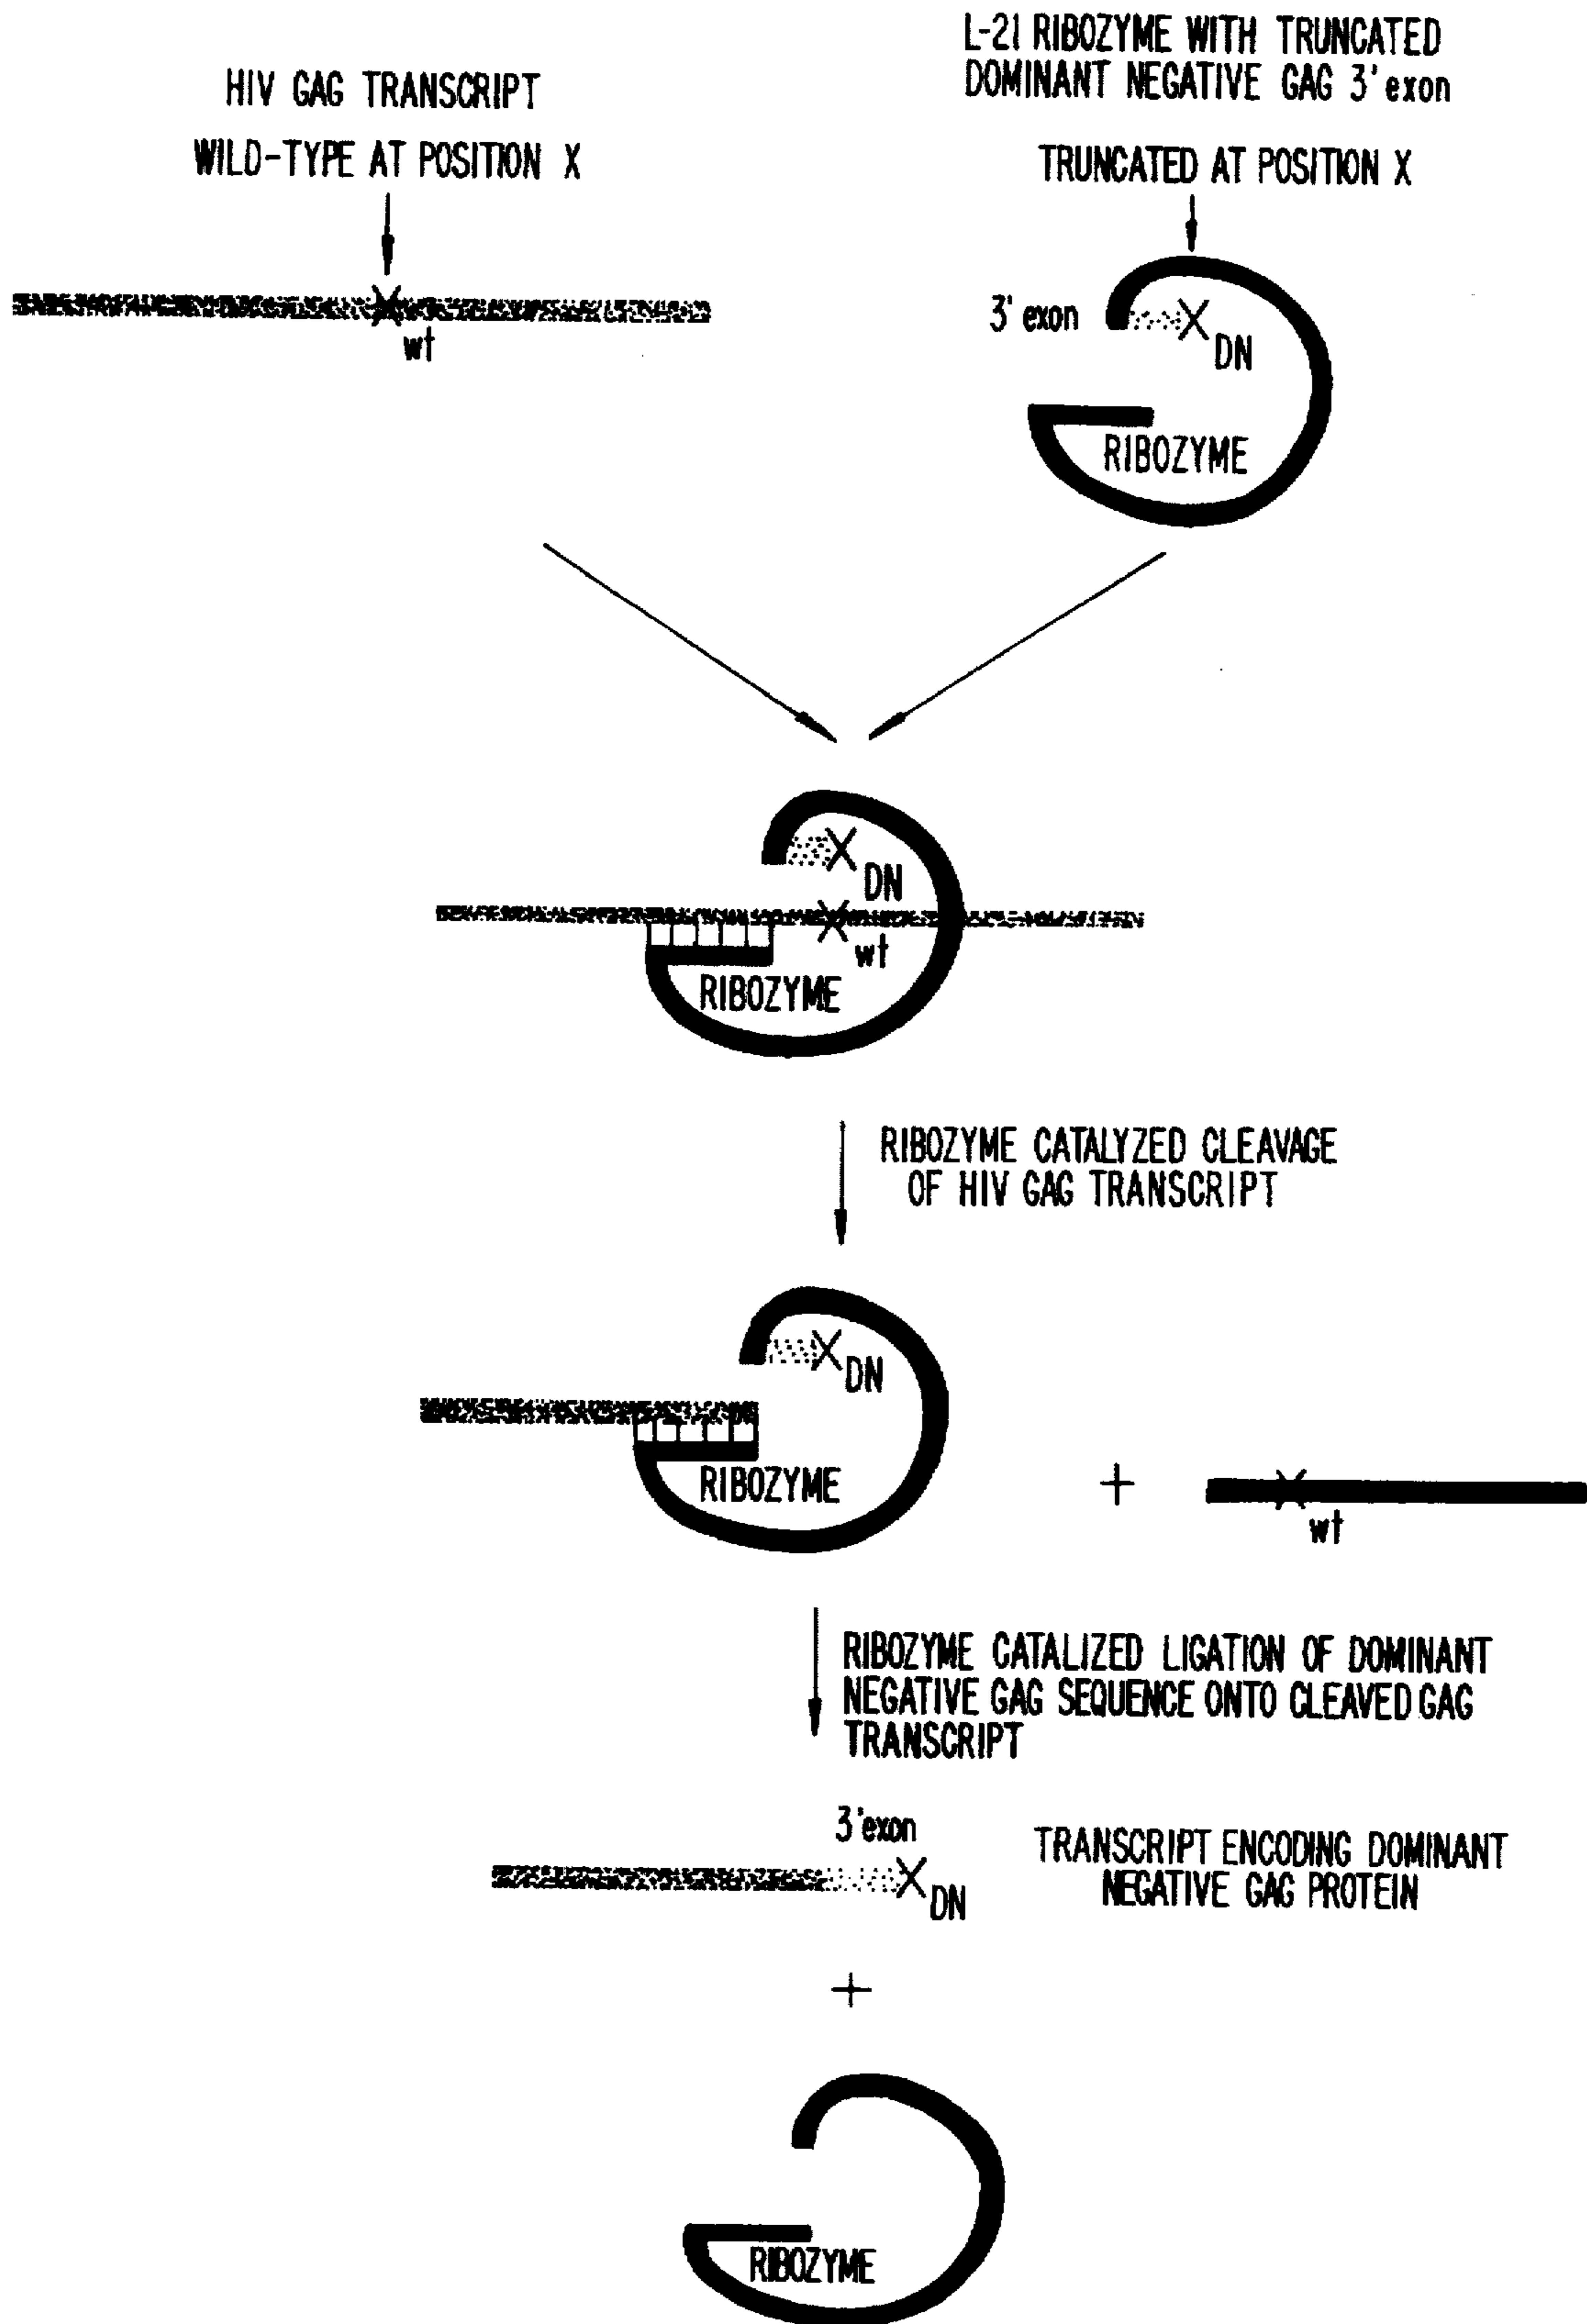 HIV GAG TRANSCRIPT
WILD-TYPE AT POSITION X
wt
L-21 RIBOZYME WITH TRUNCATED
DOMINANT NEGATIVE GAG 3' exon
TRUNCATED AT POSITION X
3' exon
X
DN
RIBOZYME
X
DN
X
wt
RIBOZYME
RIBOZYME CATALYZED CLEAVAGE
OF HIV GAG TRANSCRIPT
X
DN
RIBOZYME
+
X
wt
RIBOZYME CATALIZED LIGATION OF DOMINANT
NEGATIVE GAG SEQUENCE ONTO CLEAVED GAG
TRANSCRIPT
3'exon
X
DN
TRANSCRIPT ENCODING DOMINANT
NEGATIVE GAG PROTEIN
+
RIBOZYME